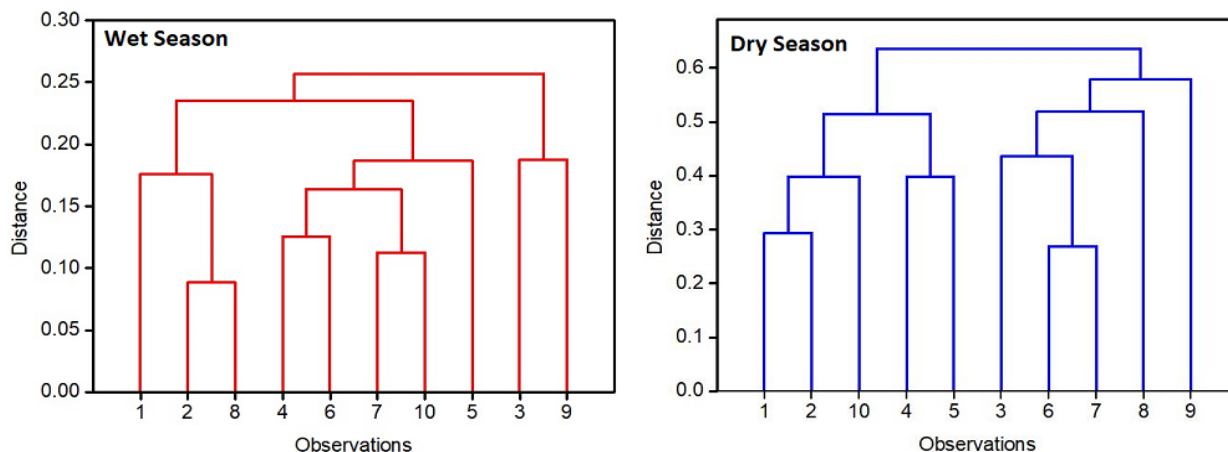 Wet Season
0.30
0.25
0.20
0.15
0.10
0.05
0.00
Distance
1 2 8 4 6 7 10 5 3 9
Observations
Dry Season
0.6
0.5
0.4
0.3
0.2
0.1
0.0
Distance
1 2 10 4 5 3 6 7 8 9
Observations